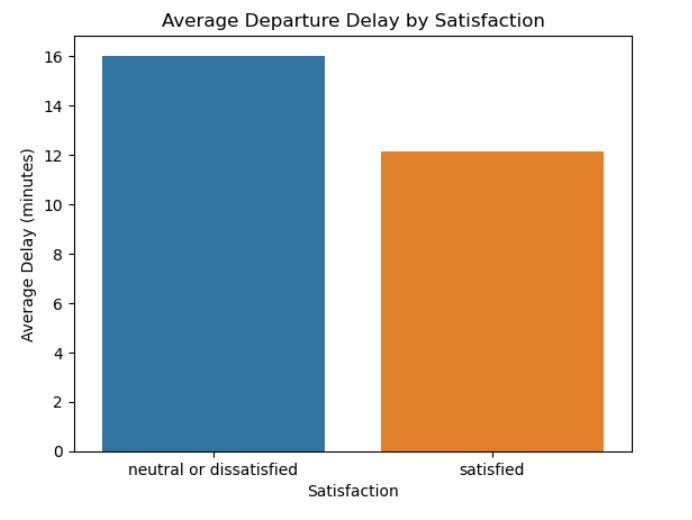 Average Departure Delay by Satisfaction
Average Delay (minutes)
16
14
12
10
8
6
4
2
0
neutral or dissatisfied
satisfied
Satisfaction